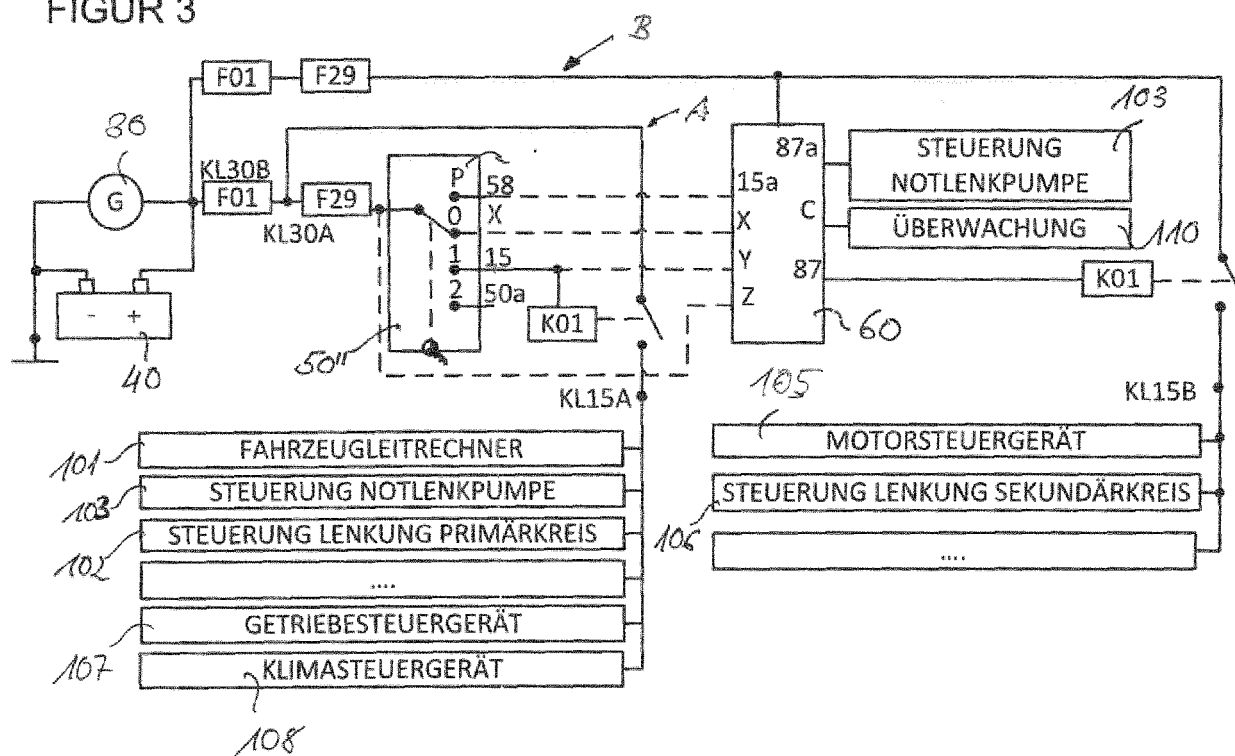 FIGUR 3
B
F01 F29
80
A
103
87a
STEUERUNG
NOTLENKPUMPE
KL30B
G
F01
F29
KL30A
P
58
15a
0
X
X
C
ÜBERWACHUNG
110
1
15
Y
87
K01
2
50a
Z
K01
- +
40
50"
60
105
KL15A
KL15B
FAHRZEUGLEITRECHNER
101
MOTORSTEUERGERÄT
STEUERUNG NOTLENKPUMPE
103
STEUERUNG LENKUNG SEKUNDÄRKREIS
106
STEUERUNG LENKUNG PRIMÄRKREIS
102
....
....
GETRIEBESTEUERGERÄT
107
KLIMASTEUERGERÄT
108